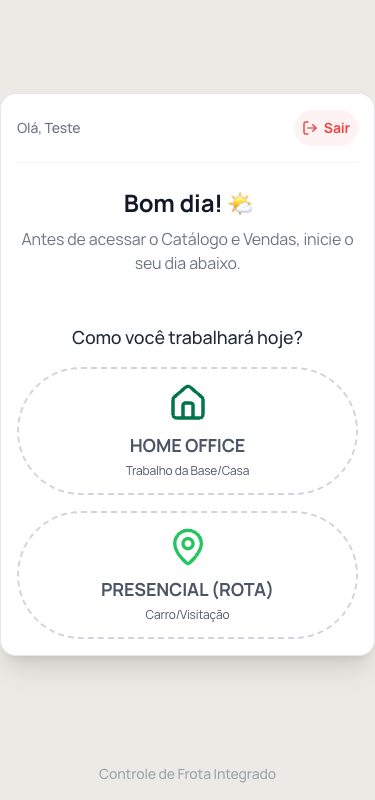 Olá, Teste
Sair
Bom dia! 🌤️
Antes de acessar o Catálogo e Vendas, inicie o
seu dia abaixo.
Como você trabalhará hoje?
HOME OFFICE
Trabalho da Base/Casa
PRESENCIAL (ROTA)
Carro/Visitação
Controle de Frota Integrado